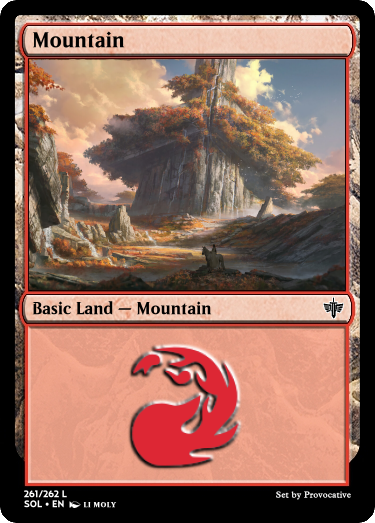 Mountain
Basic Land — Mountain
261/262 L
SOL • EN LI MOLY
Set by Provocative